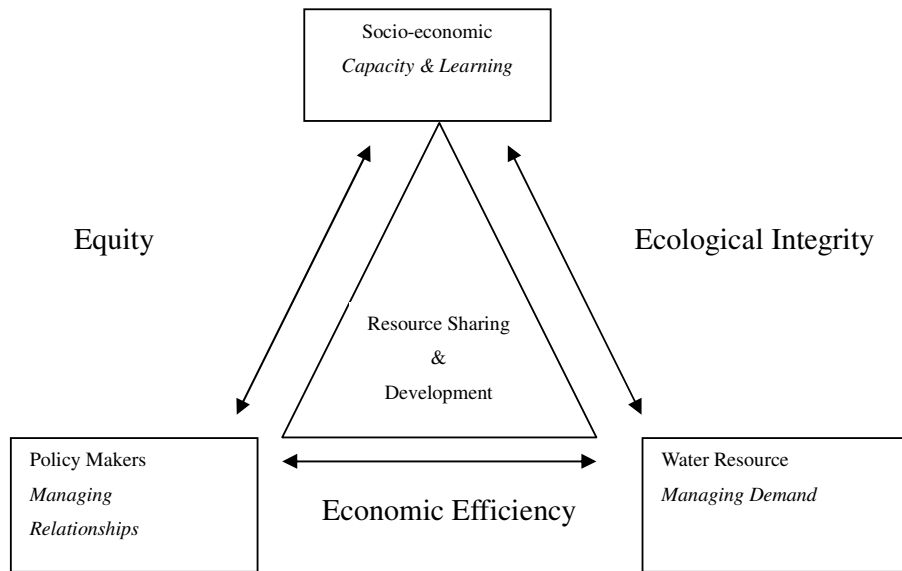 Socio-economic
Capacity & Learning
Equity
Ecological Integrity
Resource Sharing
&
Development
Policy Makers
Managing
Relationships
Water Resource
Managing Demand
Economic Efficiency